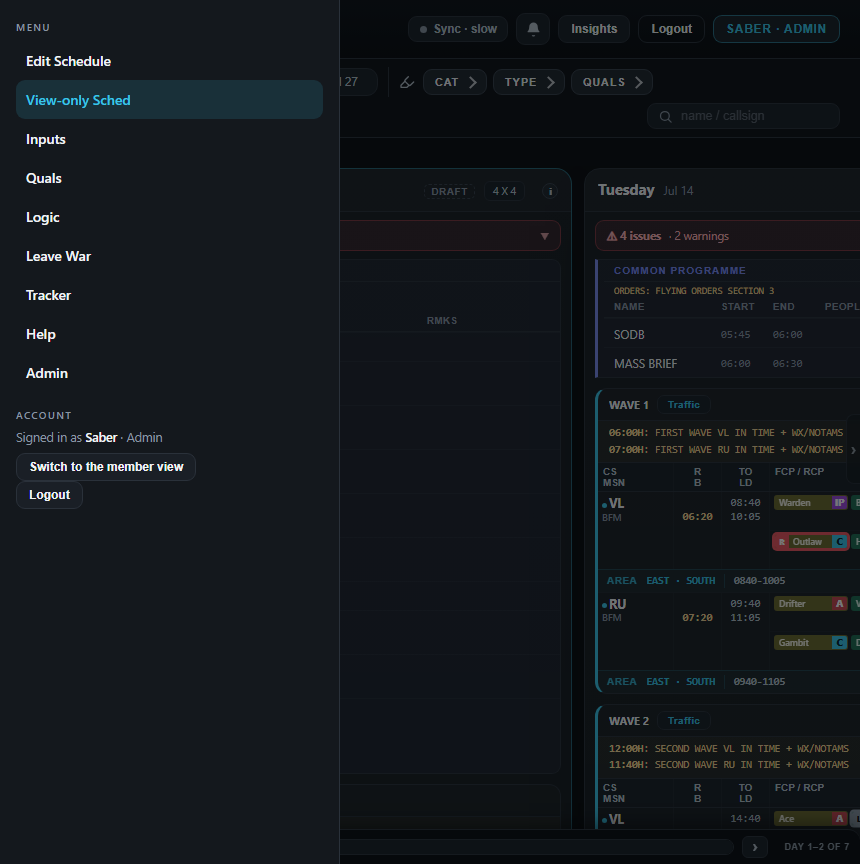 MENU
Edit Schedule
View-only Sched
Inputs
Quals
Logic
Leave War
Tracker
Help
Admin
ACCOUNT
Signed in as Saber · Admin
Switch to the member view
Logout
Sync · slow
Insights
Logout
SABER · ADMIN
27
CAT
TYPE
QUALS
name / callsign
DRAFT
4X4
i
RMKS
Tuesday Jul 14
4 issues · 2 warnings
COMMON PROGRAMME
ORDERS: FLYING ORDERS SECTION 3
NAME START END PEOPL
SODB 05:45 06:00
MASS BRIEF 06:00 06:30
WAVE 1 Traffic
06:00H: FIRST WAVE VL IN TIME + WX/NOTAMS
07:00H: FIRST WAVE RU IN TIME + WX/NOTAMS
CS R TO FCP / RCP
MSN B LD
VL 08:40 Warden IP
BFM 06:20 10:05
R Outlaw C
AREA EAST · SOUTH 0840-1005
RU 09:40 Drifter A
BFM 07:20 11:05
Gambit C
AREA EAST · SOUTH 0940-1105
WAVE 2 Traffic
12:00H: SECOND WAVE VL IN TIME + WX/NOTAMS
11:40H: SECOND WAVE RU IN TIME + WX/NOTAMS
CS R TO FCP / RCP
MSN B LD
VL 14:40 Ace A
DAY 1–2 OF 7